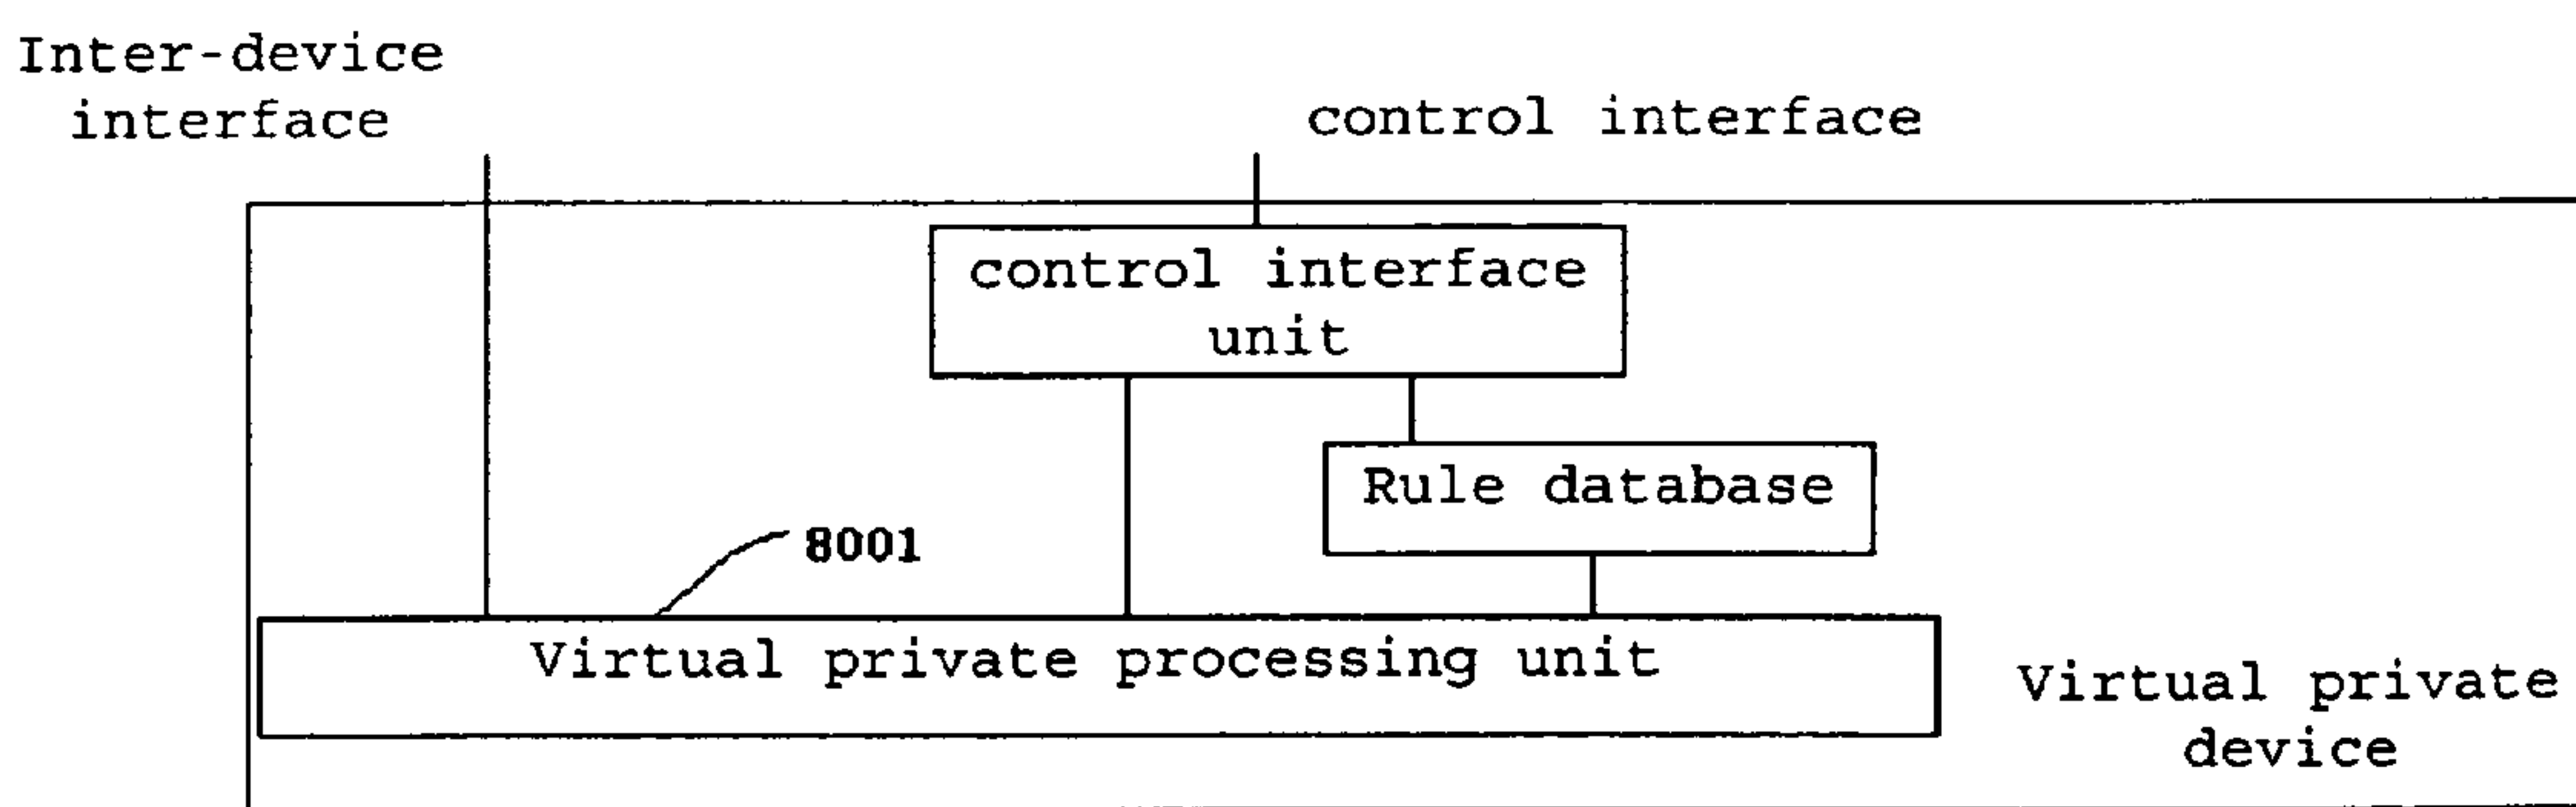 Inter-device
interface
control interface
control interface
unit
Rule database
8001
Virtual private processing unit
Virtual private
device